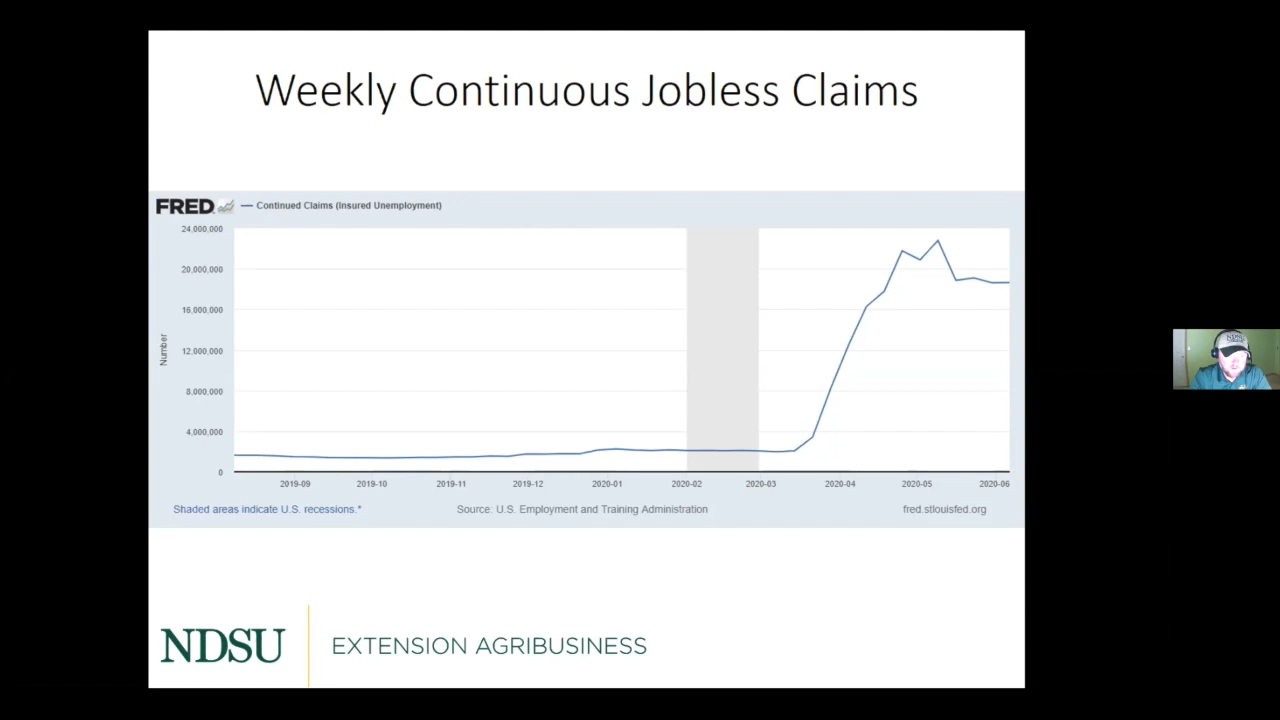 Weekly Continuous Jobless Claims
FRED
Continued Claims (Insured Unemployment)
24,000,000
20,000,000
16,000,000
12,000,000
8,000,000
4,000,000
0
Number
2019-09 2019-10 2019-11 2019-12 2020-01 2020-02 2020-03 2020-04 2020-05 2020-06
Shaded areas indicate U.S. recessions.* Source: U.S. Employment and Training Administration fred.stlouisfed.org
NDSU EXTENSION AGRIBUSINESS
NDSU